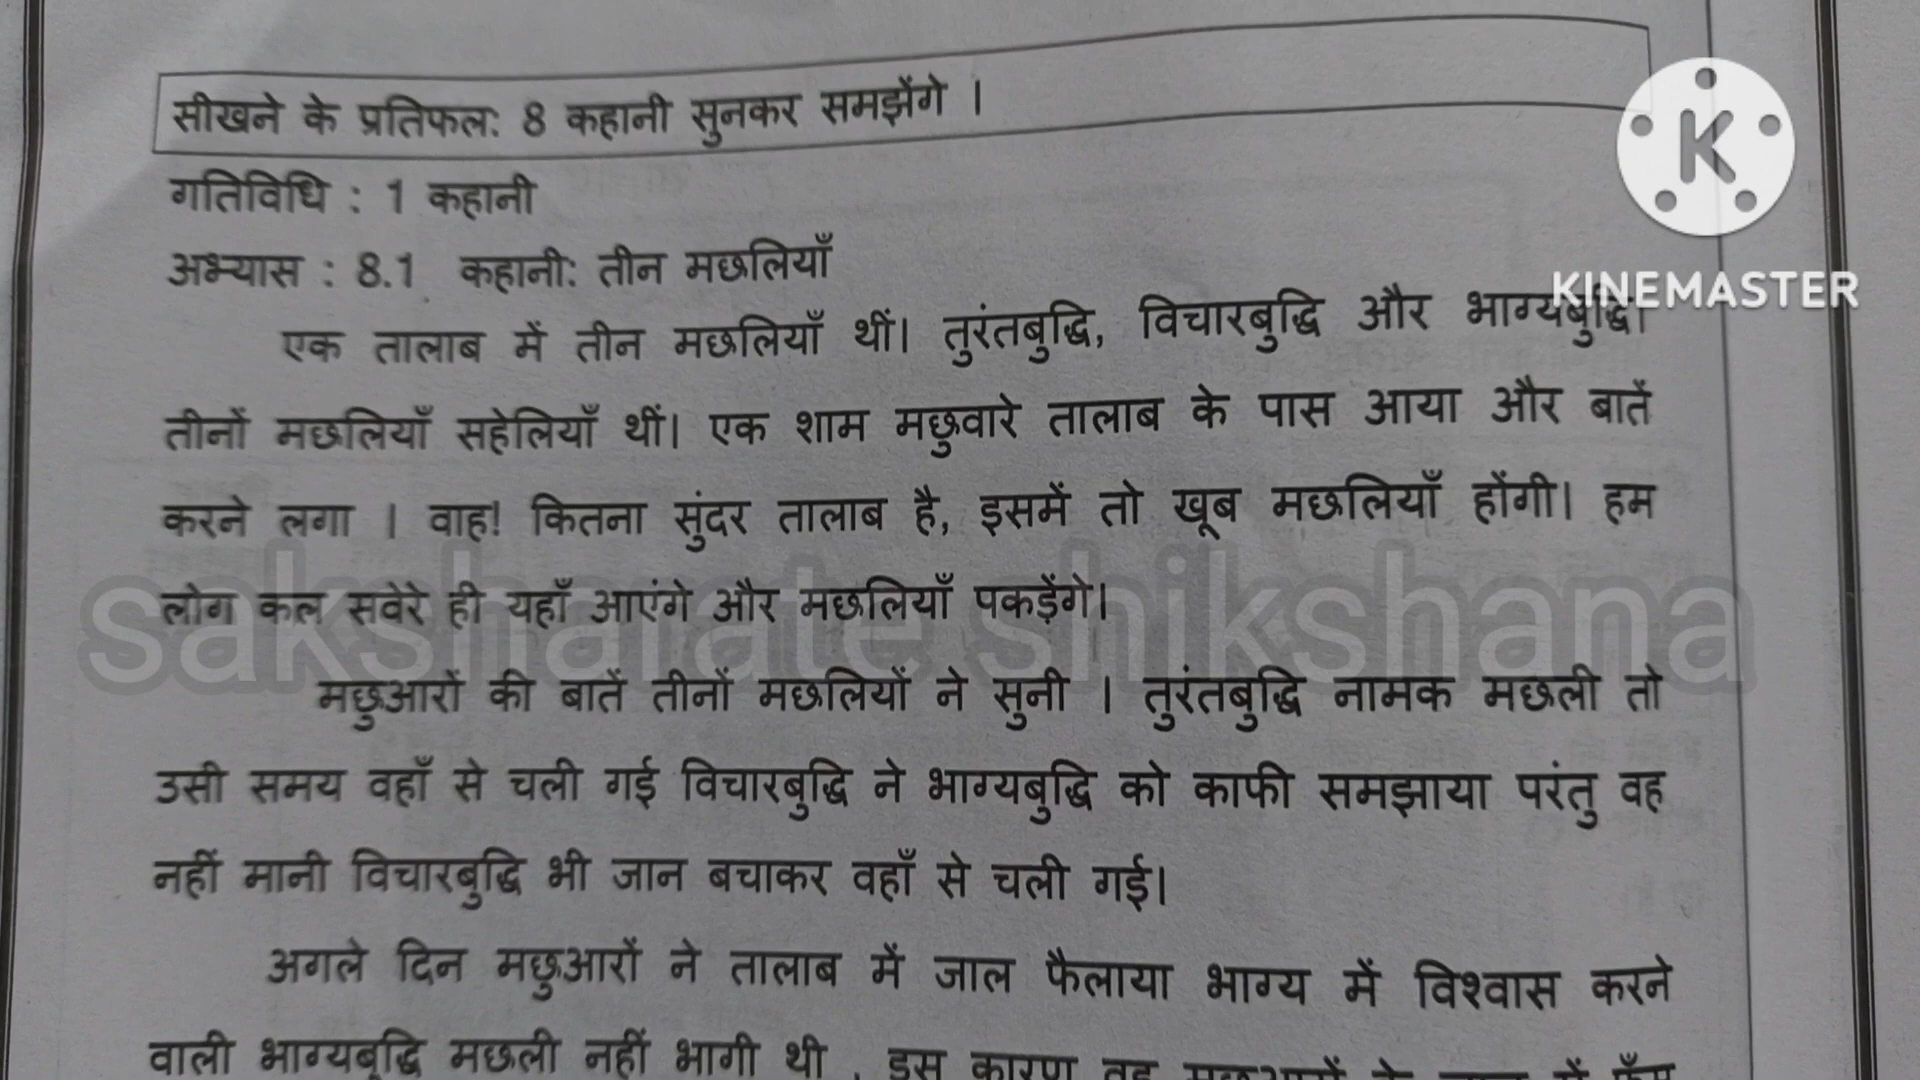 सीखने के प्रतिफल: 8 कहानी सुनकर समझेंगे ।
गतिविधि : 1 कहानी
अभ्यास : 8.1 कहानी: तीन मछलियाँ
KINEMASTER
एक तालाब में तीन मछलियाँ थीं। तुरंतबुद्धि, विचारबुद्धि और भाग्यबुद्धि।
तीनों मछलियाँ सहेलियाँ थीं। एक शाम मछुवारे तालाब के पास आया और बातें
करने लगा । वाह! कितना सुंदर तालाब है, इसमें तो खूब मछलियाँ होंगी। हम
लोग कल सवेरे ही यहाँ आएंगे और मछलियाँ पकड़ेंगे।
saksharate shikshana
मछुआरों की बातें तीनों मछलियों ने सुनी । तुरंतबुद्धि नामक मछली तो
उसी समय वहाँ से चली गई विचारबुद्धि ने भाग्यबुद्धि को काफी समझाया परंतु वह
नहीं मानी विचारबुद्धि भी जान बचाकर वहाँ से चली गई।
अगले दिन मछुआरों ने तालाब में जाल फैलाया भाग्य में विश्वास करने
वाली भाग्यबुद्धि मछली नहीं भागी थी . इस कारण वह